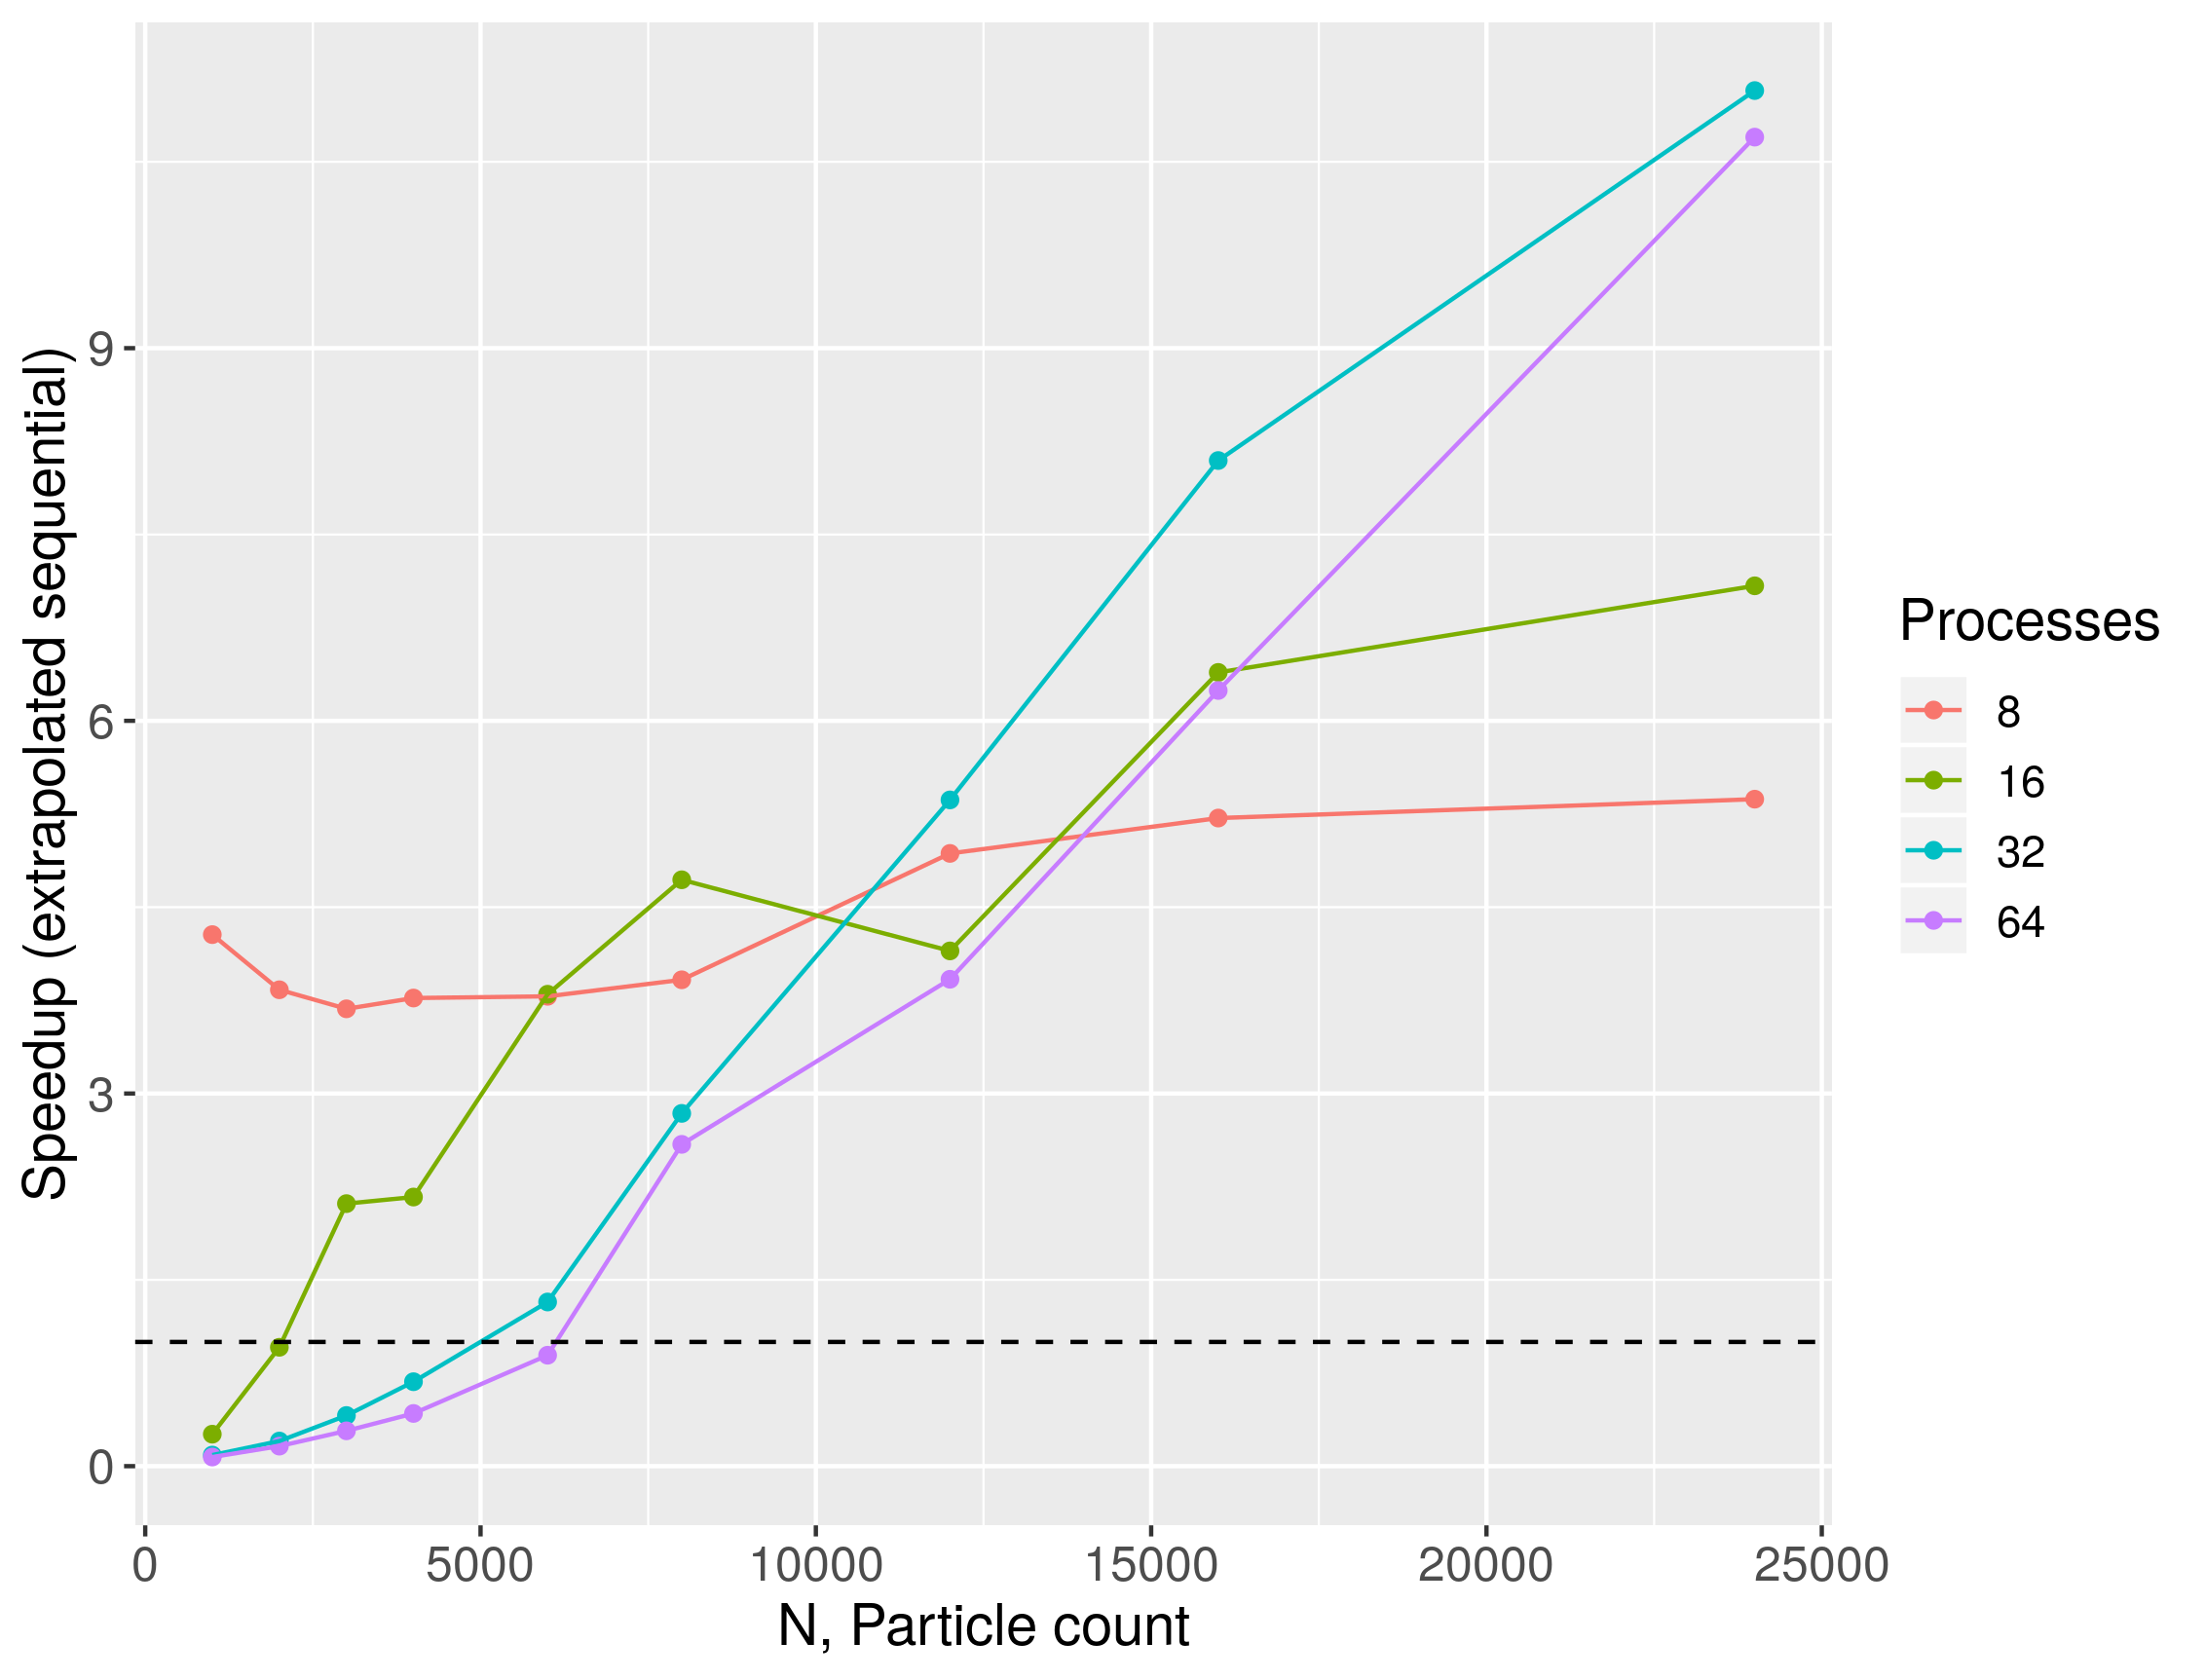 Speedup (extrapolated sequential)
9
6
3
0
0 5000 10000 15000 20000 25000
N, Particle count
Processes
8
16
32
64